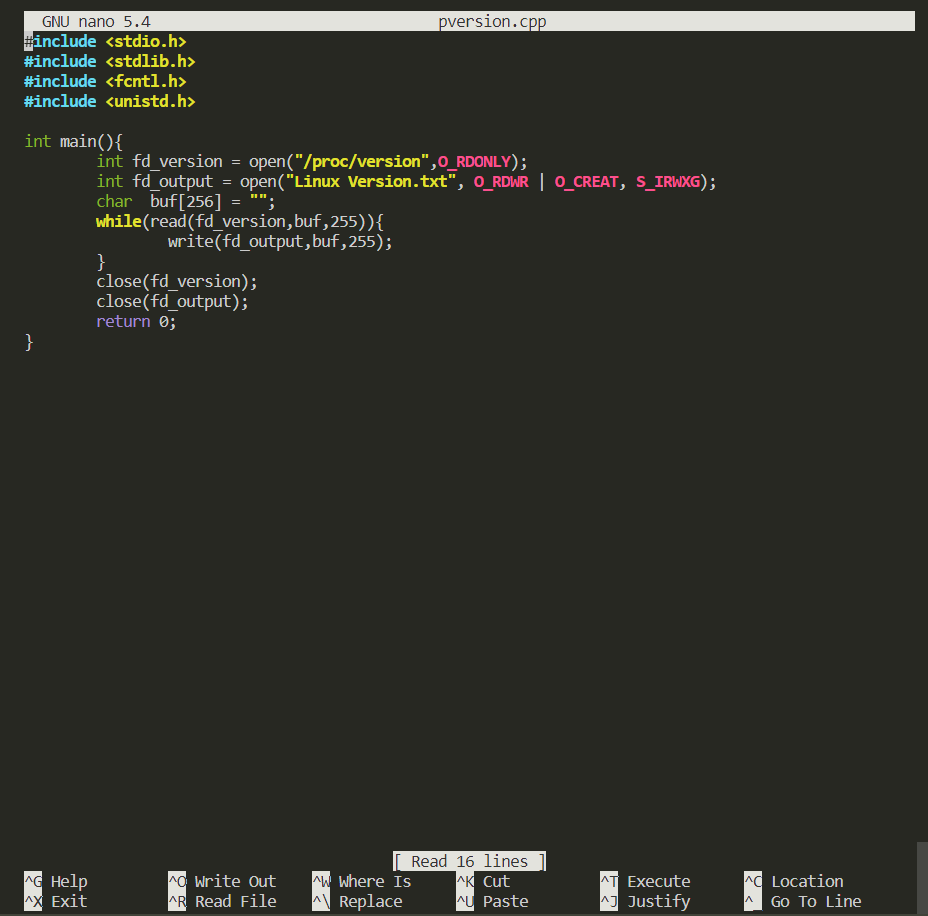 GNU nano 5.4 pversion.cpp
#include <stdio.h>
#include <stdlib.h>
#include <fcntl.h>
#include <unistd.h>
int main(){
int fd_version = open("/proc/version",O_RDONLY);
int fd_output = open("Linux Version.txt", O_RDWR | O_CREAT, S_IRWXG);
char  buf[256] = "";
while(read(fd_version,buf,255)){
write(fd_output,buf,255);
}
close(fd_version);
close(fd_output);
return 0;
}
[ Read 16 lines ]
^G Help ^O Write Out ^W Where Is ^K Cut ^T Execute ^C Location
^X Exit ^R Read File ^\ Replace ^U Paste ^J Justify ^_ Go To Line